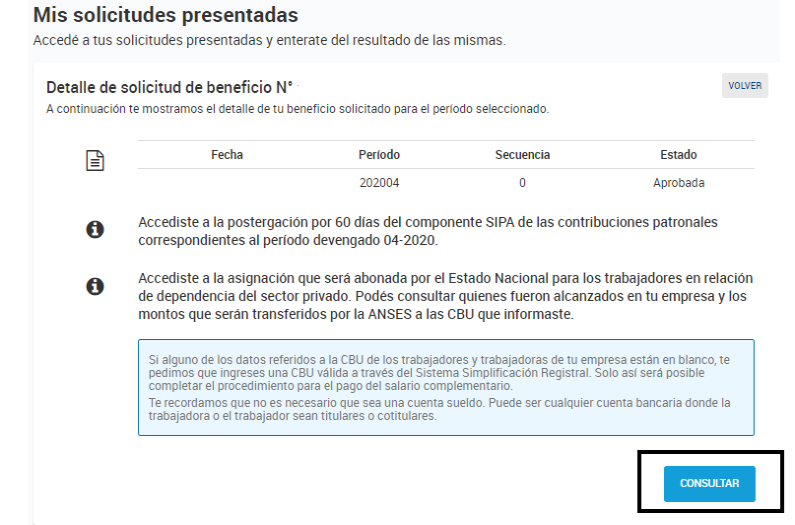 Mis solicitudes presentadas
Accedé a tus solicitudes presentadas y enterate del resultado de las mismas.
Detalle de solicitud de beneficio N°
VOLVER
A continuación te mostramos el detalle de tu beneficio solicitado para el período seleccionado.
Fecha Período Secuencia Estado
202004 0 Aprobada
Accediste a la postergación por 60 días del componente SIPA de las contribuciones patronales
correspondientes al período devengado 04-2020.
Accediste a la asignación que será abonada por el Estado Nacional para los trabajadores en relación
de dependencia del sector privado. Podés consultar quienes fueron alcanzados en tu empresa y los
montos que serán transferidos por la ANSES a las CBU que informaste.
Si alguno de los datos referidos a la CBU de los trabajadores y trabajadoras de tu empresa están en blanco, te
pedimos que ingreses una CBU válida a través del Sistema Simplificación Registral. Solo así será posible
completar el procedimiento para el pago del salario complementario.
Te recordamos que no es necesario que sea una cuenta sueldo. Puede ser cualquier cuenta bancaria donde la
trabajadora o el trabajador sean titulares o cotitulares.
CONSULTAR